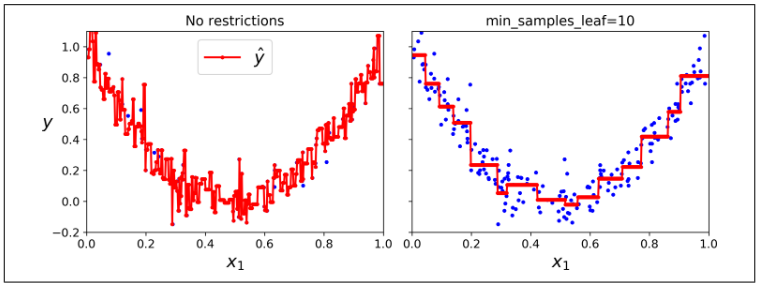 No restrictions
min_samples_leaf=10
1.0
0.8
0.6
0.4
0.2
0.0
−0.2
y
ŷ
0.0 0.2 0.4 0.6 0.8 1.0
0.0 0.2 0.4 0.6 0.8 1.0
x₁
x₁